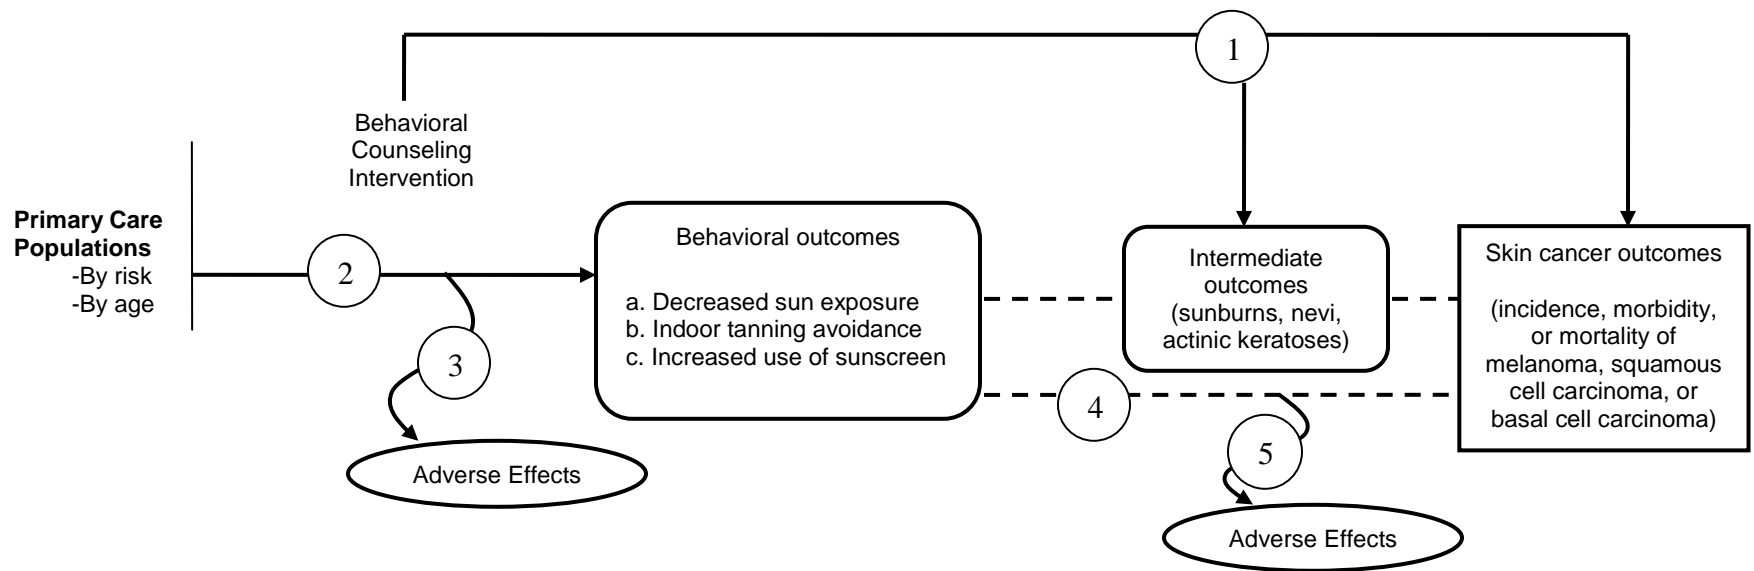 1
Behavioral
Counseling
Intervention
Primary Care
Populations
-By risk
-By age
2
3
Adverse Effects
Behavioral outcomes
a. Decreased sun exposure
b. Indoor tanning avoidance
c. Increased use of sunscreen
4
Intermediate
outcomes
(sunburns, nevi,
actinic keratoses)
5
Adverse Effects
Skin cancer outcomes
(incidence, morbidity,
or mortality of
melanoma, squamous
cell carcinoma, or
basal cell carcinoma)